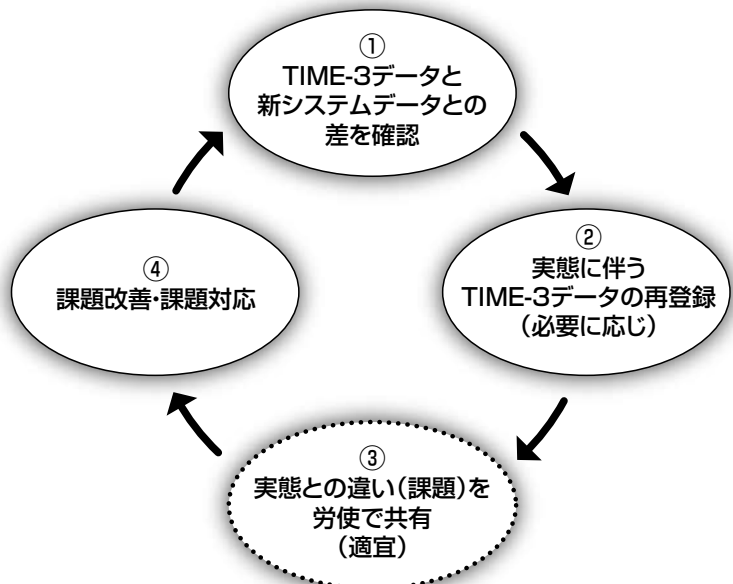 ①
TIME-3データと
新システムデータとの
差を確認
②
実態に伴う
TIME-3データの再登録
（必要に応じ）
③
実態との違い（課題）を
労使で共有
（適宜）
④
課題改善・課題対応